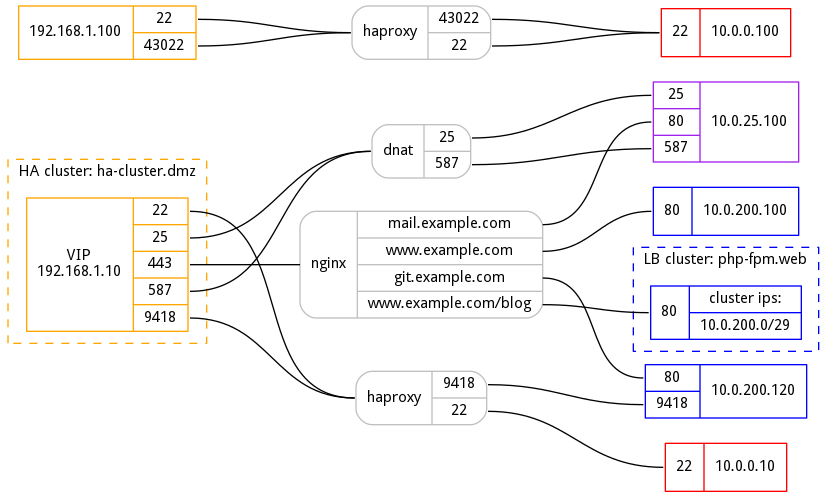 192.168.1.100
22
43022
haproxy
43022
22
22
10.0.0.100
HA cluster: ha-cluster.dmz
VIP
192.168.1.10
22
25
443
587
9418
dnat
25
587
nginx
mail.example.com
www.example.com
git.example.com
www.example.com/blog
haproxy
9418
22
25
80
587
10.0.25.100
80
10.0.200.100
LB cluster: php-fpm.web
80
cluster ips:
10.0.200.0/29
80
9418
10.0.200.120
22
10.0.0.10